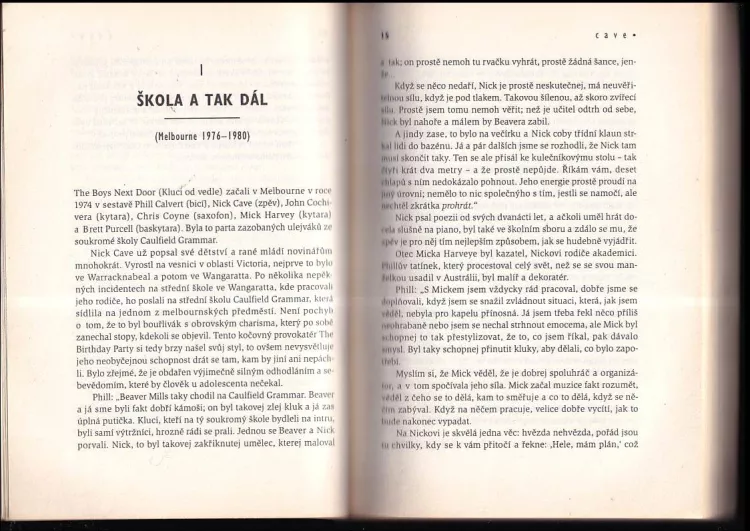 I
ŠKOLA A TAK DÁL
(Melbourne 1976–1980)
The Boys Next Door (Kluci od vedle) začali v Melbourne v roce
1974 v sestavě Phill Calvert (bicí), Nick Cave (zpěv), John Cochi-
vera (kytara), Chris Coyne (saxofon), Mick Harvey (kytara)
a Brett Purcell (baskytara). Byla to parta zazobaných ulejváků ze
soukromé školy Caulfield Grammar.
Nick Cave už popsal své dětství a rané mládí novinářům
mnohokrát. Vyrostl na vesnici v oblasti Victoria, nejprve to bylo
ve Warracknabeal a potom ve Wangaratta. Po několika nepěk-
ných incidentech na střední škole ve Wangaratta, kde pracovali
jeho rodiče, ho poslali na střední školu Caulfield Grammar, která
sídlila na jednom z melbournských předměstí. Není pochyb
o tom, že to byl bouřlivák s obrovským charisma, který po sobě
zanechal stopy, kdekoli se objevil. Tento kočovný provokatér The
Birthday Party si tedy brzy našel svůj styl, to ovšem nevysvětluje
jeho neobyčejnou schopnost drát se tam, kam by jiní ani nepách-
li. Bylo zřejmé, že je obdařen výjimečně silným odhodláním a se-
bevědomím, které by člověk u adolescenta nečekal.
Phill: „Beaver Mills taky chodil na Caulfield Grammar. Beaver
a já sme byli fakt dobří kámoši; on byl takovej zlej kluk a já zas
úplná putička. Kluci, kteří na tý soukromý školy bydleli na intru,
byli samí výtržníci, hrozně rádi se prali. Jednou se Beaver a Nick
porvali. Nick, to byl takovej zakřiknutej umělec, kterej maloval
16
cave•
a tak; on prostě nemoh tu rvačku vyhrát, prostě žádná šance, jen-
že.
Když se něco nedaří, Nick je prostě neskutečnej, má neuvěři-
telnou sílu, když je pod tlakem. Takovou šílenou, až skoro zvířecí
sílu. Prostě jsem tomu nemoh věřit; než je učitel odtrh od sebe,
Nick byl nahoře a málem by Beavera zabil.
A jindy zase, to bylo na večírku a Nick coby třídní klaun str-
kal lidi do bazénu. Já a pár dalších jsme se rozhodli, že Nick tam
musí skončit taky. Ten se ale přisál ke kulečníkovýmu stolu – tak
čtyři krát dva metry – a že prostě nepůjde. Říkám vám, deset
chlapů s ním nedokázalo pohnout. Jeho energie prostě proudí na
jiný úrovni; nemělo to nic společnýho s tím, jestli se namočí, ale
nechtěl zkrátka prohrát.“
Nick psal poezii od svých dvanácti let, a ačkoli uměl hrát do-
cela slušně na piano, byl také ve školním sboru a zdálo se mu, že
zpěv je pro něj tím nejlepším způsobem, jak se hudebně vyjádřit.
Otec Micka Harveye byl kazatel, Nickovi rodiče akademici.
Phillův tatínek, který procestoval celý svět, než se se svou man-
želkou usadil v Austrálii, byl malíř a dekoratér.
Phill: „S Mickem jsem vždycky rád pracoval, dobře jsme se
doplňovali, když jsem se snažil zvládnout situaci, která, jak jsem
věděl, nebyla pro kapelu přínosná. Já jsem třeba řekl něco příliš
neohrabaně nebo jsem se nechal strhnout emocema, ale Mick byl
schopnej to tak přestylizovat, že to, co jsem říkal, pak dávalo
smysl. Byl taky schopnej přinutit kluky, aby dělali, co bylo zapo-
třebí.
Myslím si, že Mick věděl, že je dobrej spoluhráč a organizá-
tor, a v tom spočívala jeho síla. Mick začal muzice fakt rozumět,
věděl z čeho se to dělá, kam to směřuje a co to dělá, když se ně-
čím zabýval. Když na něčem pracuje, velice dobře vycítí, jak to
bude nakonec vypadat.
Na Nickovi je skvělá jedna věc: hvězda nehvězda, pořád jsou
tu chvilky, kdy se k vám přitočí a řekne: ‚Hele, mám plán,‘ což